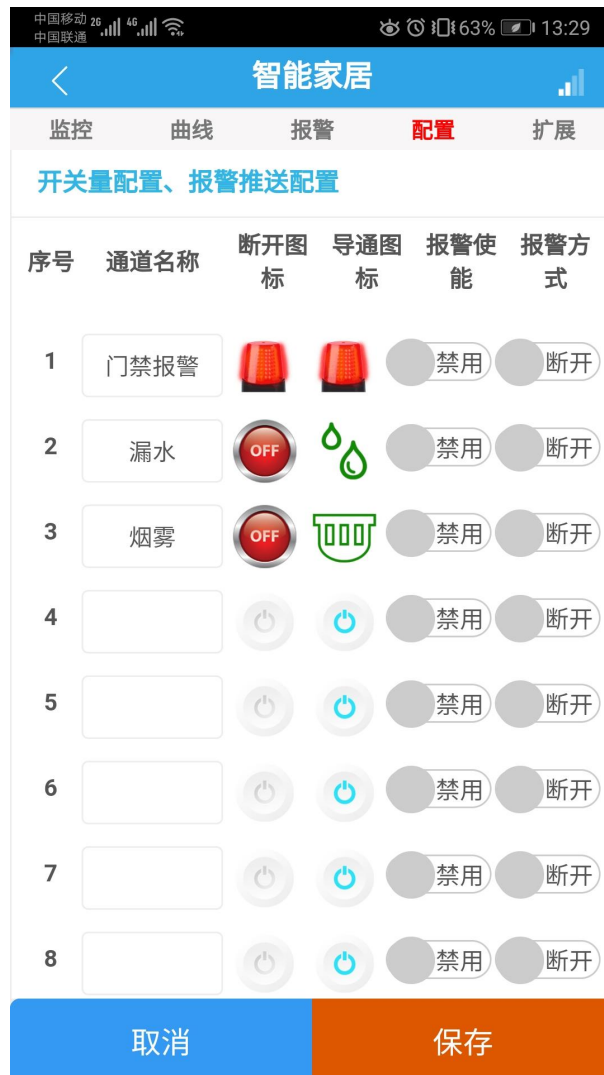 中国移动 2G 4G 63% 13:29
中国联通
智能家居
监控 曲线 报警 配置 扩展
开关量配置、报警推送配置
序号 通道名称 断开图标 导通图标 报警使能 报警方式
1 门禁报警 禁用 断开
2 漏水 OFF 禁用 断开
3 烟雾 OFF 禁用 断开
4 禁用 断开
5 禁用 断开
6 禁用 断开
7 禁用 断开
8 禁用 断开
取消 保存